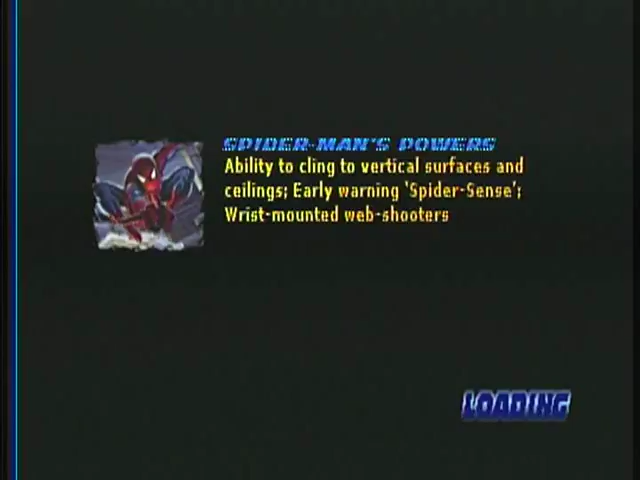 SPIDER-MAN'S POWERS
Ability to cling to vertical surfaces and
ceilings; Early warning 'Spider-Sense';
Wrist-mounted web-shooters
LOADING